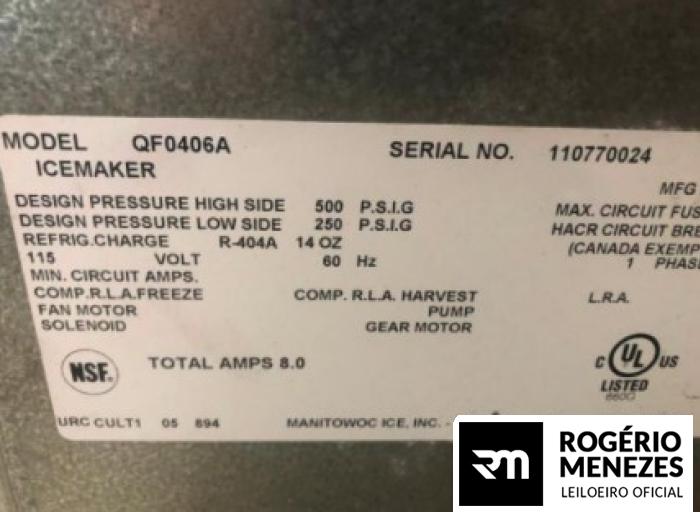 MODEL QF0406A SERIAL NO. 110770024
ICEMAKER
MFG
DESIGN PRESSURE HIGH SIDE 500 P.S.I.G MAX. CIRCUIT FUS
DESIGN PRESSURE LOW SIDE 250 P.S.I.G HACR CIRCUIT BRE
REFRIG.CHARGE R-404A 14 OZ (CANADA EXEMP
115 VOLT 60 Hz 1 PHAS
MIN. CIRCUIT AMPS.
COMP.R.L.A.FREEZE COMP. R.L.A. HARVEST L.R.A.
FAN MOTOR PUMP
SOLENOID GEAR MOTOR
NSF. TOTAL AMPS 8.0 C UL US
LISTED
660G
URC CULT1 05 894 MANITOWOC ICE, INC. -
RM ROGÉRIO
MENEZES
LEILOEIRO OFICIAL